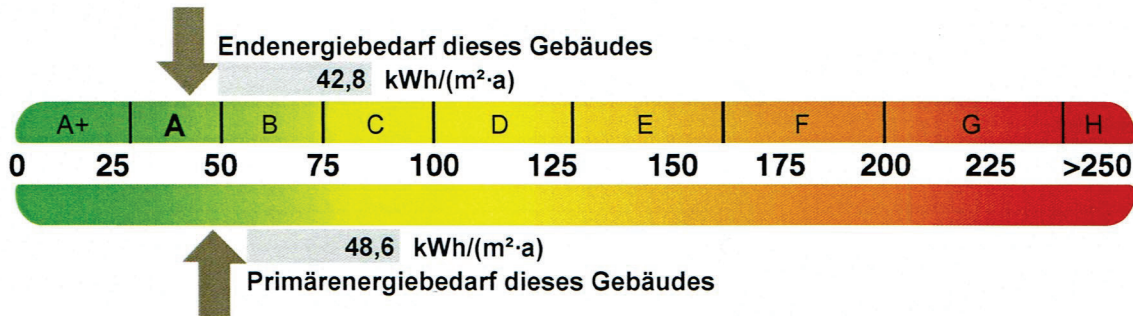 Endenergiebedarf dieses Gebäudes
42,8 kWh/(m²·a)
A+ A B C D E F G H
0 25 50 75 100 125 150 175 200 225 >250
48,6 kWh/(m²·a)
Primärenergiebedarf dieses Gebäudes